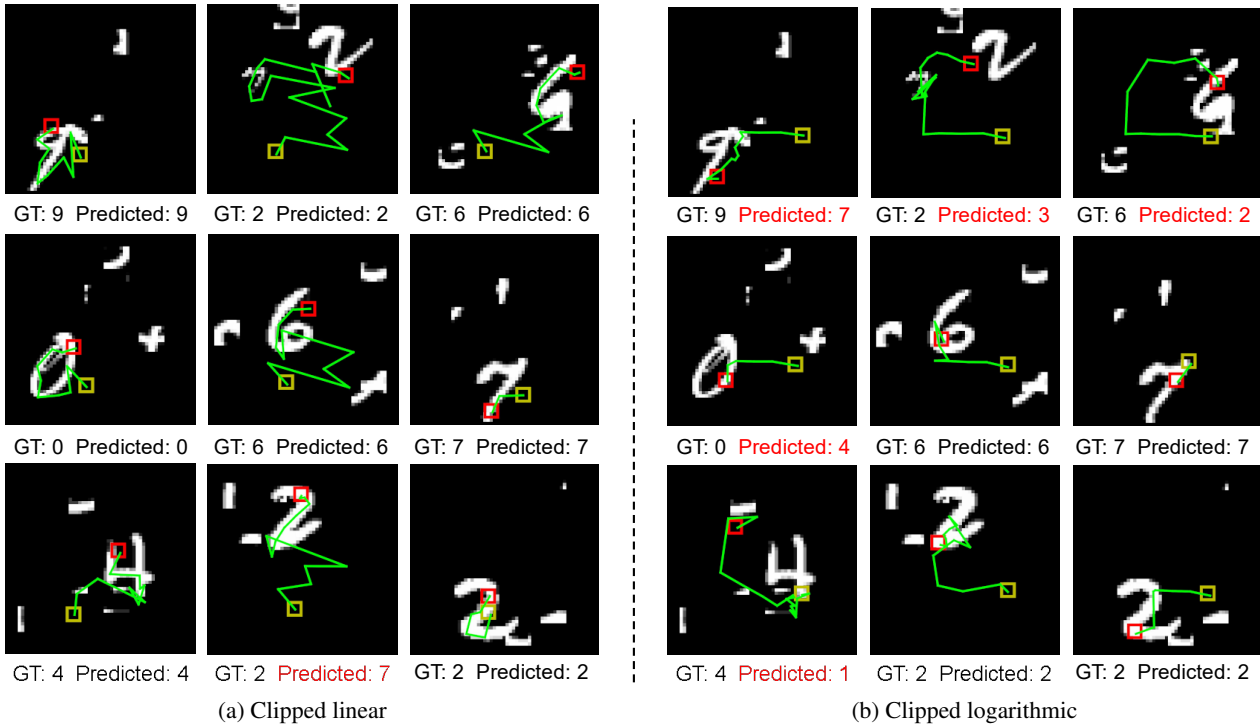 GT: 9 Predicted: 9 GT: 2 Predicted: 2 GT: 6 Predicted: 6
GT: 0 Predicted: 0 GT: 6 Predicted: 6 GT: 7 Predicted: 7
GT: 4 Predicted: 4 GT: 2 Predicted: 7 GT: 2 Predicted: 2
(a) Clipped linear
GT: 9 Predicted: 7 GT: 2 Predicted: 3 GT: 6 Predicted: 2
GT: 0 Predicted: 4 GT: 6 Predicted: 6 GT: 7 Predicted: 7
GT: 4 Predicted: 1 GT: 2 Predicted: 2 GT: 2 Predicted: 2
(b) Clipped logarithmic